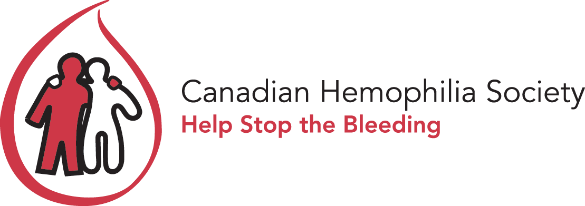 Canadian Hemophilia Society
Help Stop the Bleeding